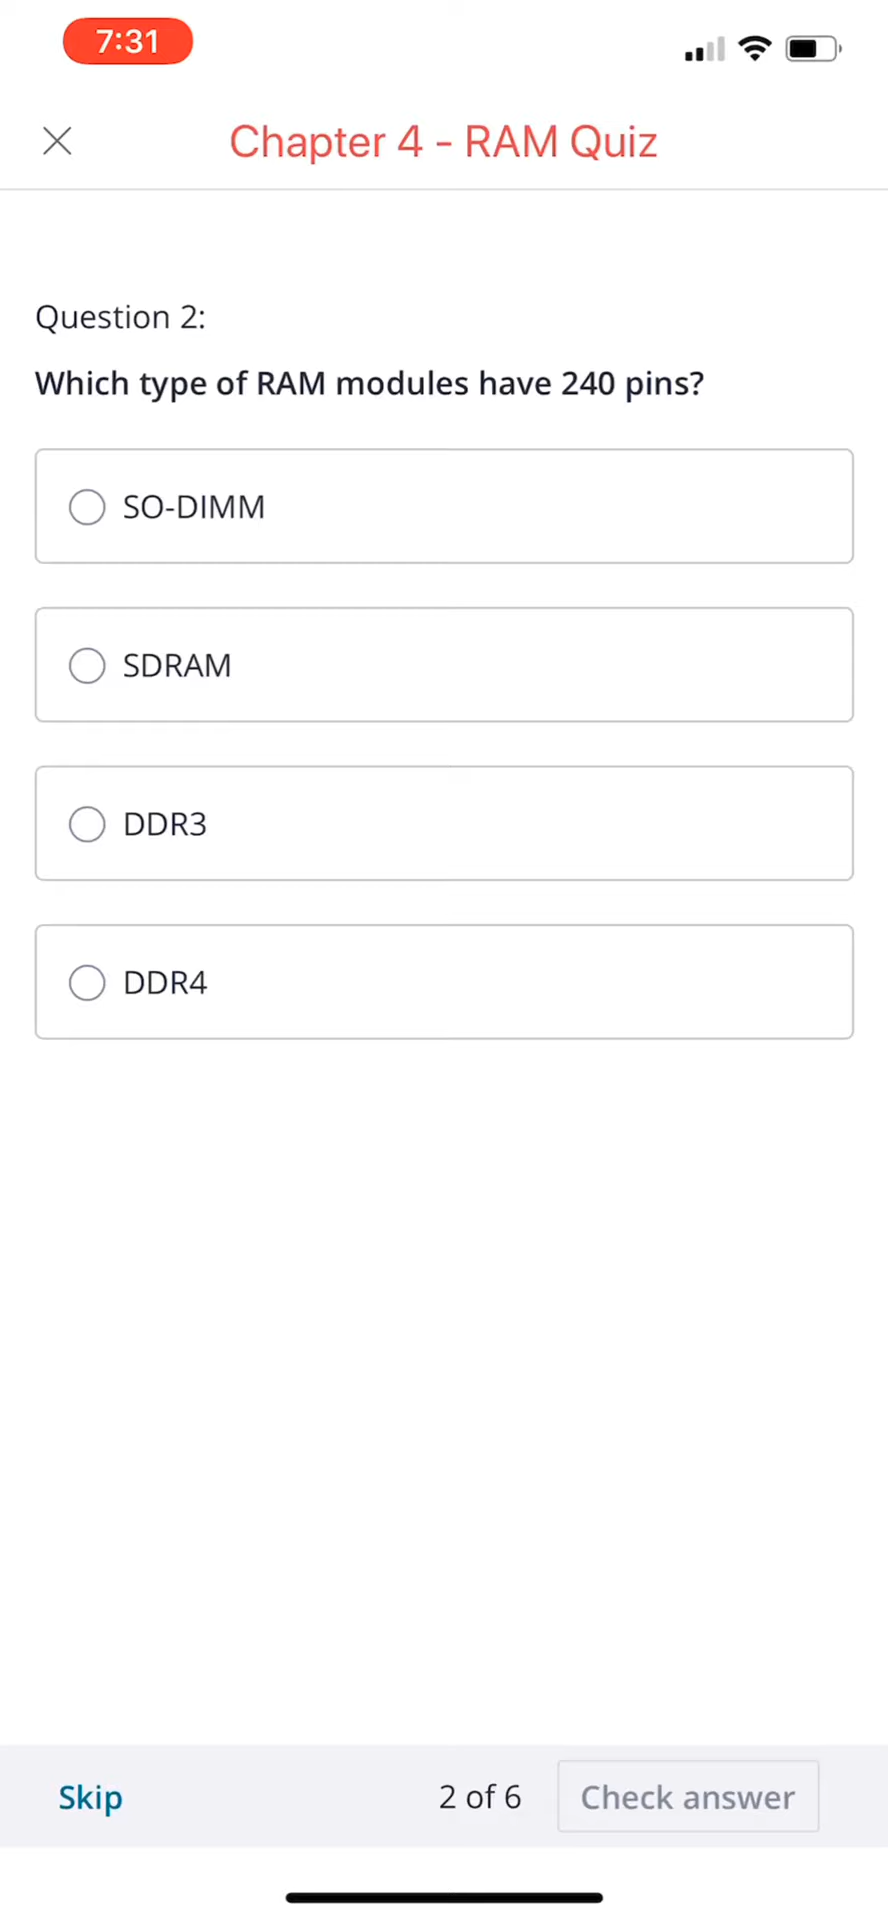 7:31
Chapter 4 - RAM Quiz
Question 2:
Which type of RAM modules have 240 pins?
SO-DIMM
SDRAM
DDR3
DDR4
Skip
2 of 6
Check answer